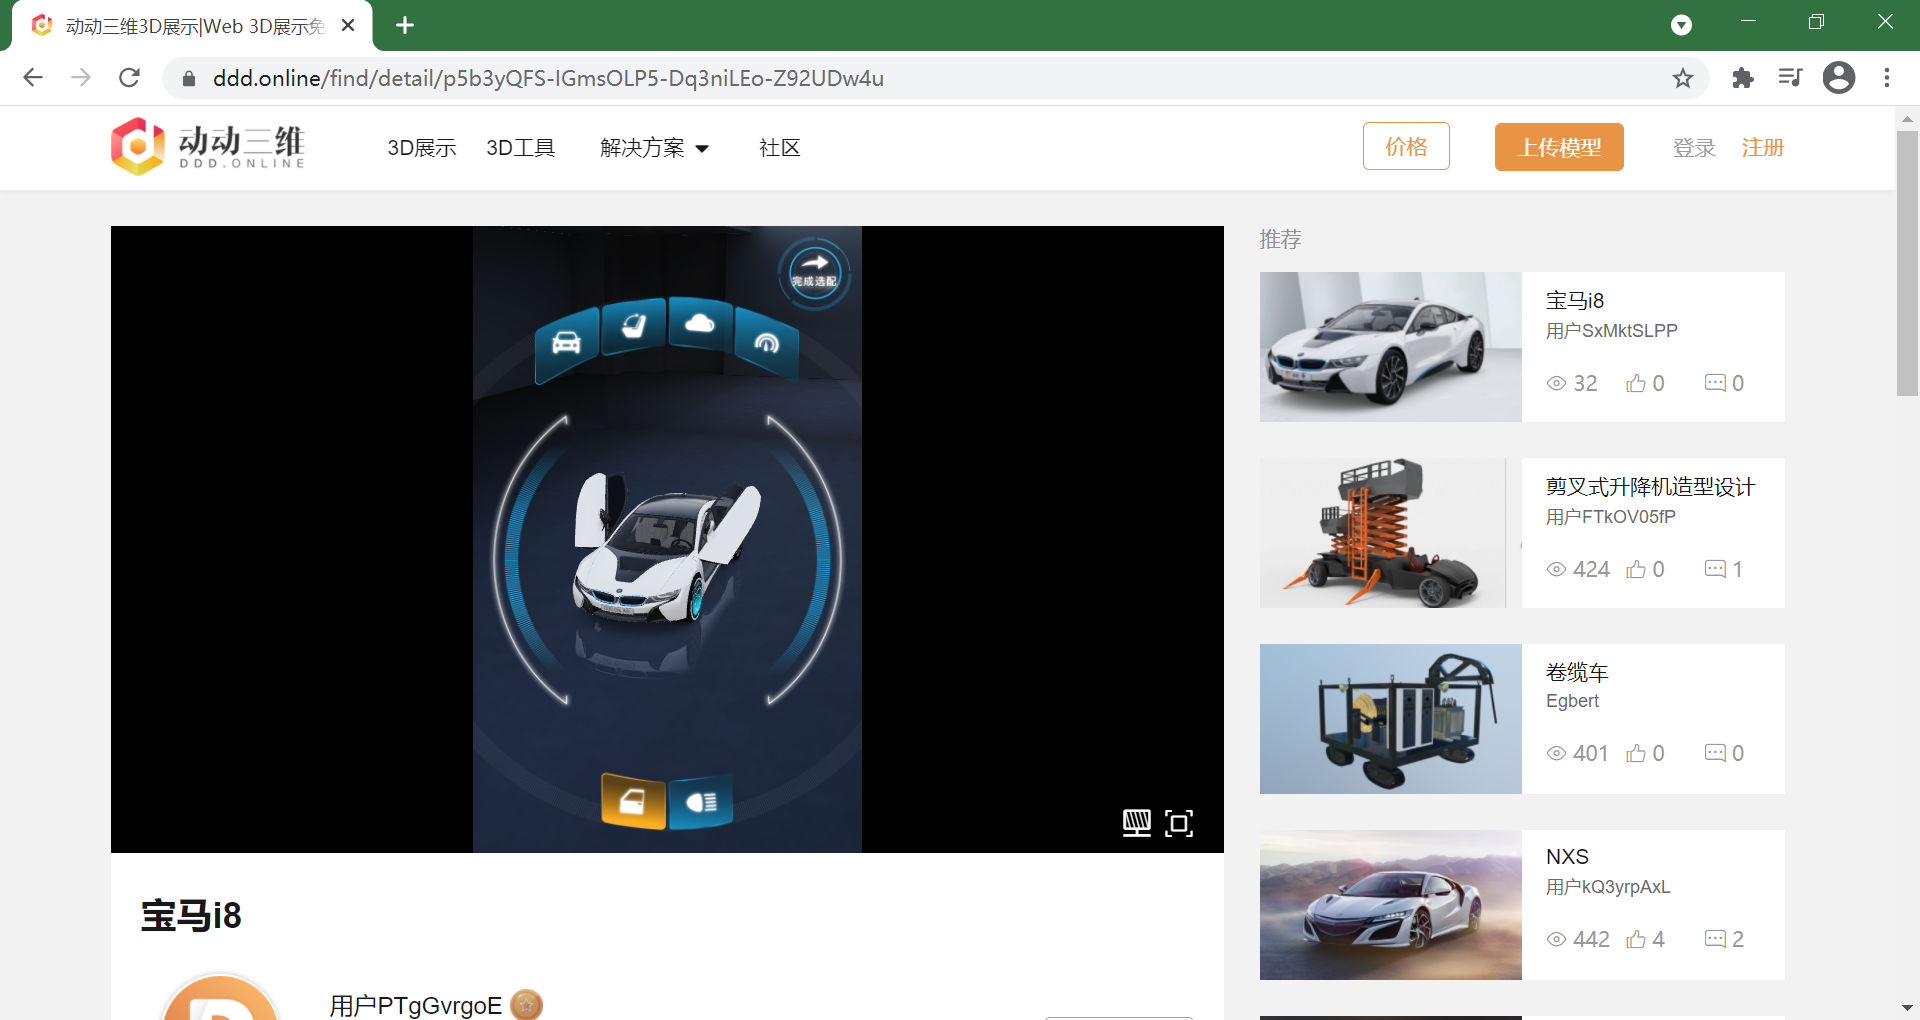 动动三维3D展示|Web 3D展示免
ddd.online/find/detail/p5b3yQFS-IGmsOLP5-Dq3niLEo-Z92UDw4u
动动三维
DDD.ONLINE
3D展示
3D工具
解决方案
社区
价格
上传模型
登录
注册
完成选配
宝马i8
用户PTgGvrgoE
推荐
宝马i8
用户SxMktSLPP
32
0
0
剪叉式升降机造型设计
用户FTkOV05fP
424
0
1
卷缆车
Egbert
401
0
0
NXS
用户kQ3yrpAxL
442
4
2